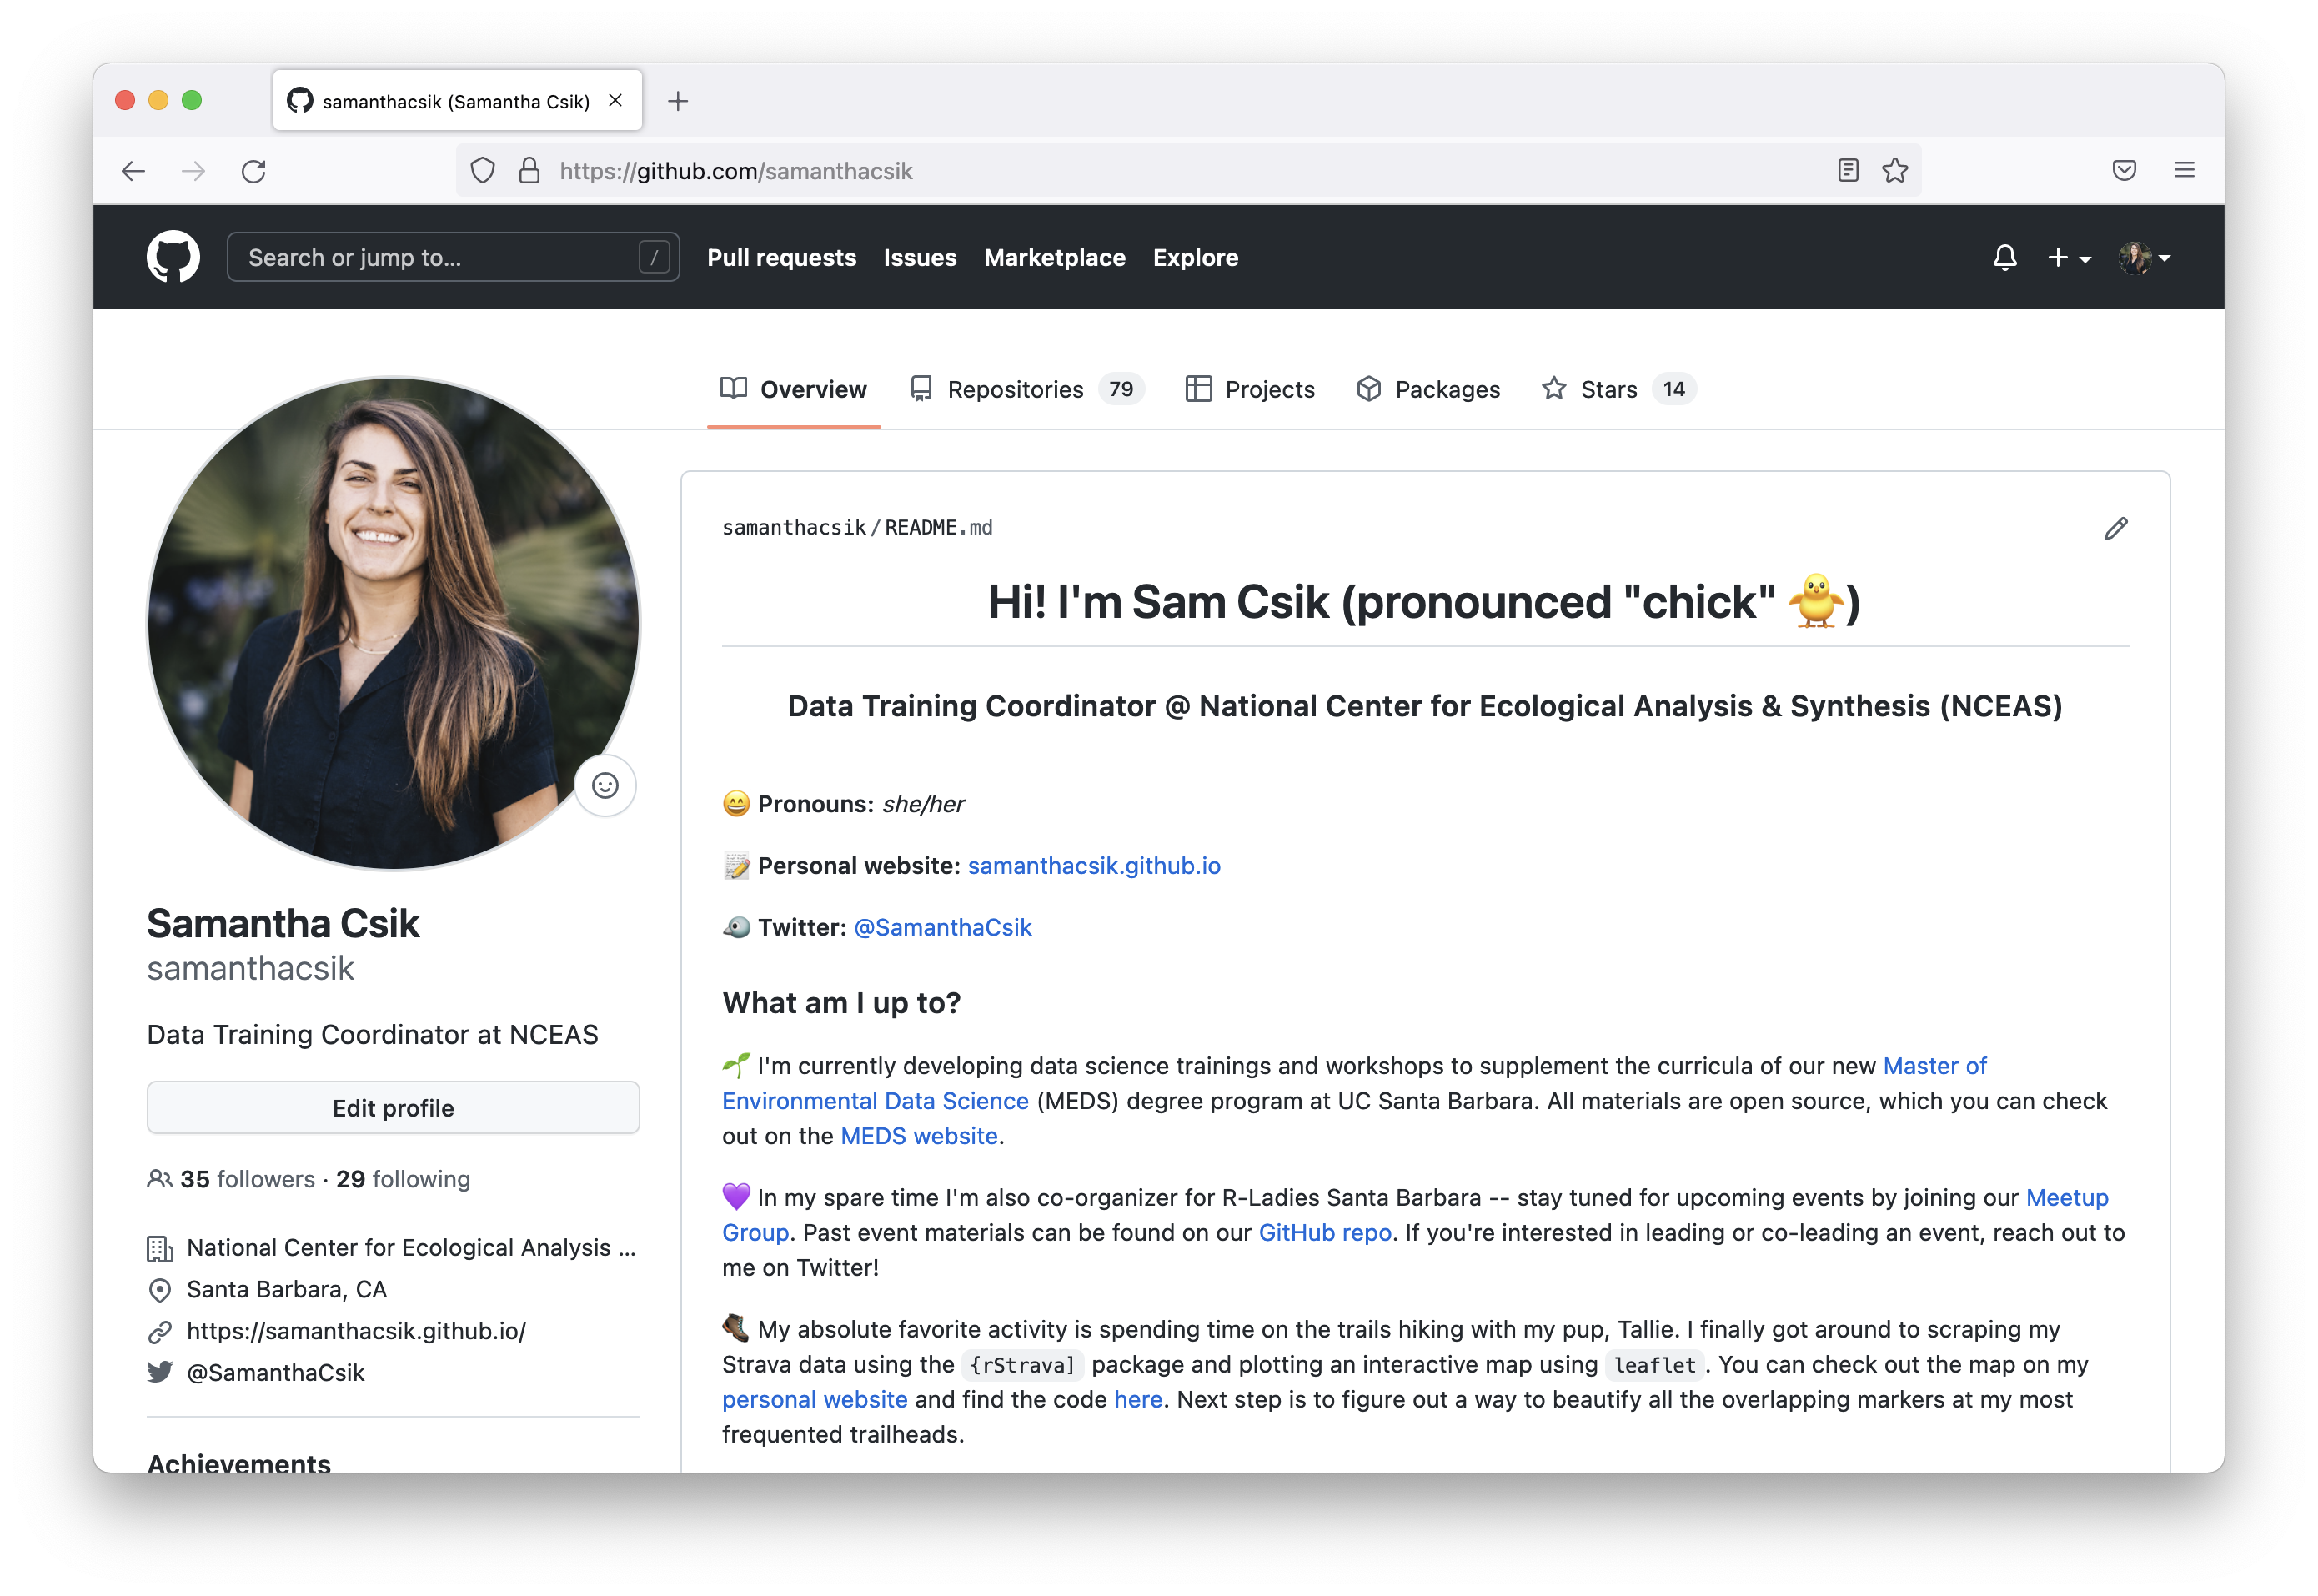 samanthacsik (Samantha Csik)
https://github.com/samanthacsik
Search or jump to... /
Pull requests Issues Marketplace Explore
Overview Repositories 79 Projects Packages Stars 14
samanthacsik/README.md
Hi! I'm Sam Csik (pronounced "chick" 🐥)
Data Training Coordinator @ National Center for Ecological Analysis & Synthesis (NCEAS)
😄 Pronouns: she/her
📝 Personal website: samanthacsik.github.io
🐦 Twitter: @SamanthaCsik
What am I up to?
🌱 I'm currently developing data science trainings and workshops to supplement the curricula of our new Master of
Environmental Data Science (MEDS) degree program at UC Santa Barbara. All materials are open source, which you can check
out on the MEDS website.
💜 In my spare time I'm also co-organizer for R-Ladies Santa Barbara -- stay tuned for upcoming events by joining our Meetup
Group. Past event materials can be found on our GitHub repo. If you're interested in leading or co-leading an event, reach out to
me on Twitter!
🥾 My absolute favorite activity is spending time on the trails hiking with my pup, Tallie. I finally got around to scraping my
Strava data using the {rStrava] package and plotting an interactive map using leaflet. You can check out the map on my
personal website and find the code here. Next step is to figure out a way to beautify all the overlapping markers at my most
frequented trailheads.
Samantha Csik
samanthacsik
Data Training Coordinator at NCEAS
Edit profile
35 followers · 29 following
National Center for Ecological Analysis ...
Santa Barbara, CA
https://samanthacsik.github.io/
@SamanthaCsik
Achievements